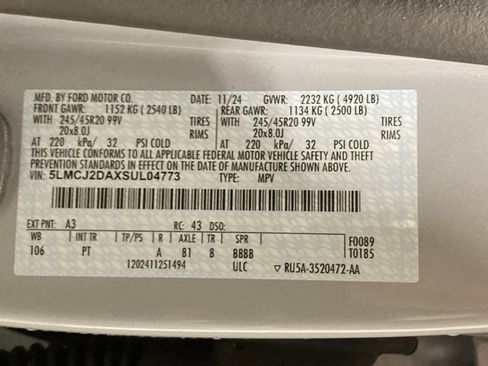 MFD. BY FORD MOTOR CO. 11/24 GVWR: 2232 KG ( 4920 LB)
FRONT GAWR: 1152 KG ( 2540 LB) REAR GAWR: 1134 KG ( 2500 LB)
WITH 245/45R20 99V TIRES WITH 245/45R20 99V TIRES
20x8.0J RIMS 20x8.0J RIMS
AT 220 kPa/ 32 PSI COLD AT 220 kPa/ 32 PSI COLD
THIS VEHICLE CONFORMS TO ALL APPLICABLE FEDERAL MOTOR VEHICLE SAFETY AND THEFT
PREVENTION STANDARDS IN EFFECT ON THE DATE OF MANUFACTURE SHOWN ABOVE.
VIN: 5LMCJ2DAXSUL04773 TYPE: MPV
EXT PNT: A3 RC: 43 DSO:
WB INT TR TP/PS R AXLE TR SPR F0089
106 PT A 81 8 BBBB T0185
1202411251494 ULC ▽ RU5A-3520472-AA